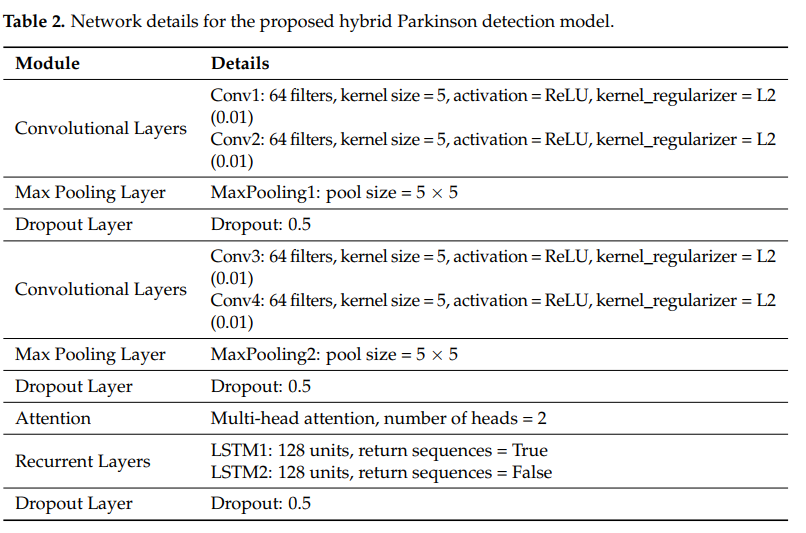 Table 2. Network details for the proposed hybrid Parkinson detection model.
Module Details
Conv1: 64 filters, kernel size = 5, activation = ReLU, kernel_regularizer = L2
(0.01)
Convolutional Layers
Conv2: 64 filters, kernel size = 5, activation = ReLU, kernel_regularizer = L2
(0.01)
Max Pooling Layer MaxPooling1: pool size = 5 × 5
Dropout Layer Dropout: 0.5
Conv3: 64 filters, kernel size = 5, activation = ReLU, kernel_regularizer = L2
(0.01)
Convolutional Layers
Conv4: 64 filters, kernel size = 5, activation = ReLU, kernel_regularizer = L2
(0.01)
Max Pooling Layer MaxPooling2: pool size = 5 × 5
Dropout Layer Dropout: 0.5
Attention Multi-head attention, number of heads = 2
LSTM1: 128 units, return sequences = True
Recurrent Layers
LSTM2: 128 units, return sequences = False
Dropout Layer Dropout: 0.5